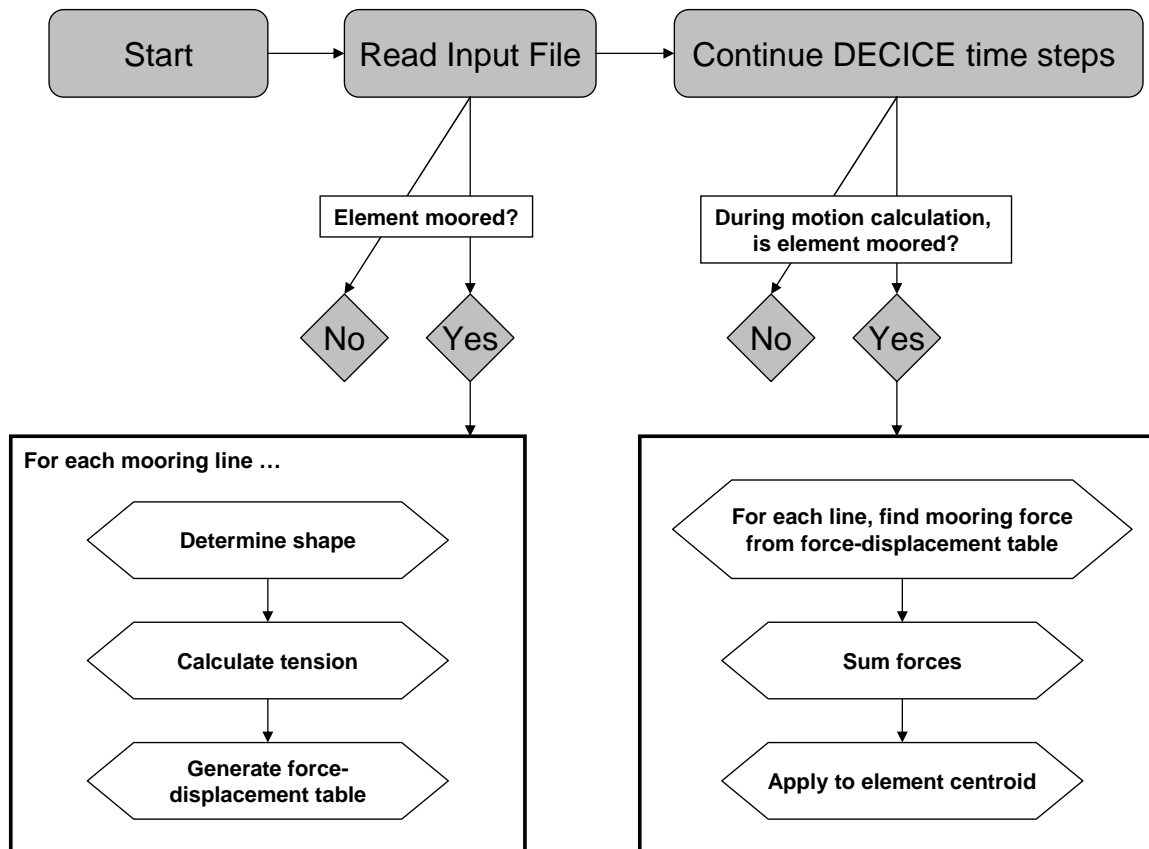 Start
Read Input File
Continue DECICE time steps
Element moored?
During motion calculation,
is element moored?
No
Yes
No
Yes
For each mooring line …
Determine shape
Calculate tension
Generate force-
displacement table
For each line, find mooring force
from force-displacement table
Sum forces
Apply to element centroid